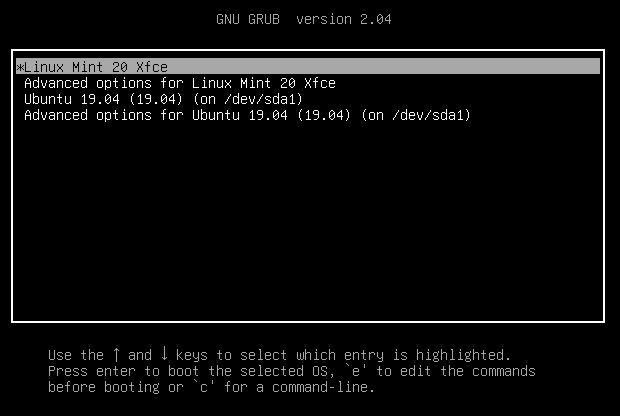 GNU GRUB  version 2.04
*Linux Mint 20 Xfce
Advanced options for Linux Mint 20 Xfce
Ubuntu 19.04 (19.04) (on /dev/sda1)
Advanced options for Ubuntu 19.04 (19.04) (on /dev/sda1)
Use the ↑ and ↓ keys to select which entry is highlighted.
Press enter to boot the selected OS, `e' to edit the commands
before booting or `c' for a command-line.